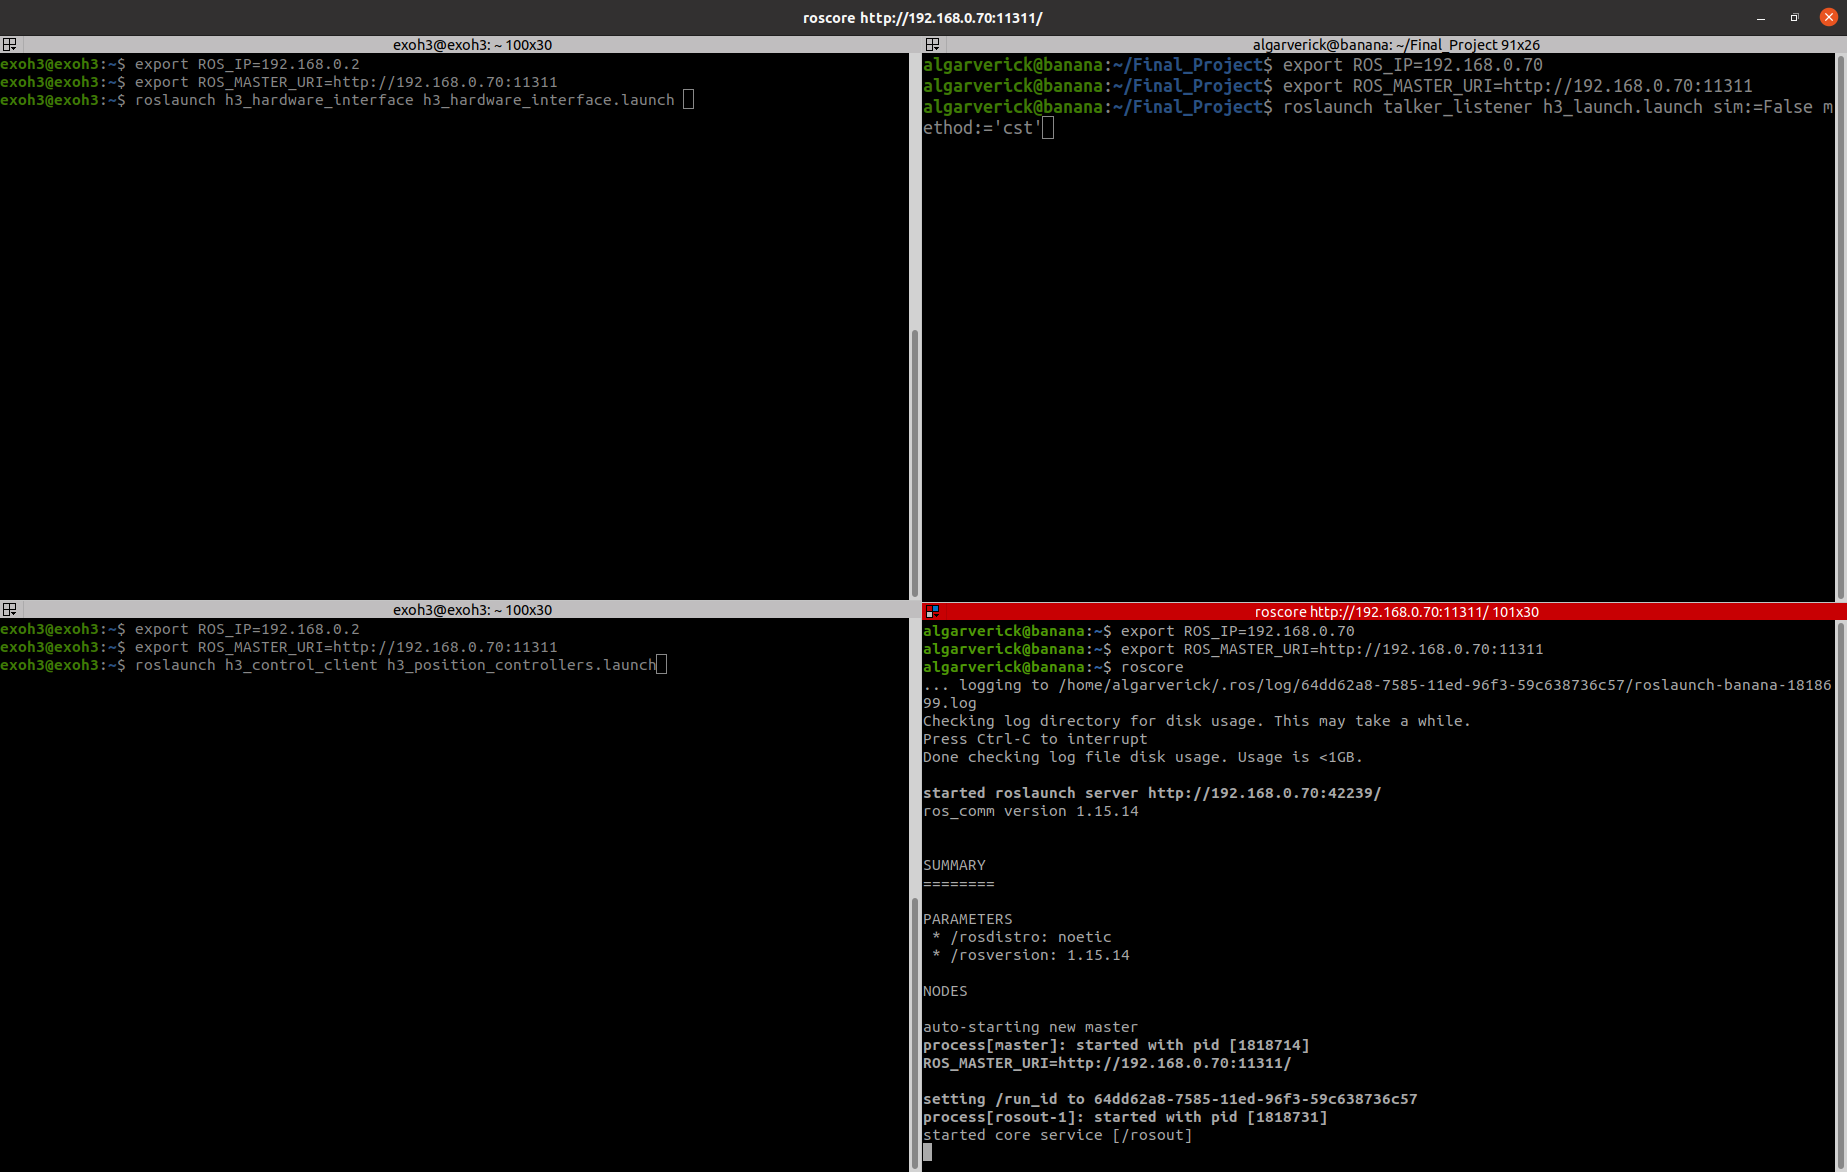 roscore http://192.168.0.70:11311/
exoh3@exoh3: ~ 100x30
exoh3@exoh3:~$ export ROS_IP=192.168.0.2
exoh3@exoh3:~$ export ROS_MASTER_URI=http://192.168.0.70:11311
exoh3@exoh3:~$ roslaunch h3_hardware_interface h3_hardware_interface.launch
algarverick@banana: ~/Final_Project 91x26
algarverick@banana:~/Final_Project$ export ROS_IP=192.168.0.70
algarverick@banana:~/Final_Project$ export ROS_MASTER_URI=http://192.168.0.70:11311
algarverick@banana:~/Final_Project$ roslaunch talker_listener h3_launch.launch sim:=False m
ethod:='cst'
exoh3@exoh3: ~ 100x30
exoh3@exoh3:~$ export ROS_IP=192.168.0.2
exoh3@exoh3:~$ export ROS_MASTER_URI=http://192.168.0.70:11311
exoh3@exoh3:~$ roslaunch h3_control_client h3_position_controllers.launch
roscore http://192.168.0.70:11311/ 101x30
algarverick@banana:~$ export ROS_IP=192.168.0.70
algarverick@banana:~$ export ROS_MASTER_URI=http://192.168.0.70:11311
algarverick@banana:~$ roscore
... logging to /home/algarverick/.ros/log/64dd62a8-7585-11ed-96f3-59c638736c57/roslaunch-banana-18186
99.log
Checking log directory for disk usage. This may take a while.
Press Ctrl-C to interrupt
Done checking log file disk usage. Usage is <1GB.
started roslaunch server http://192.168.0.70:42239/
ros_comm version 1.15.14
SUMMARY
========
PARAMETERS
* /rosdistro: noetic
* /rosversion: 1.15.14
NODES
auto-starting new master
process[master]: started with pid [1818714]
ROS_MASTER_URI=http://192.168.0.70:11311/
setting /run_id to 64dd62a8-7585-11ed-96f3-59c638736c57
process[rosout-1]: started with pid [1818731]
started core service [/rosout]